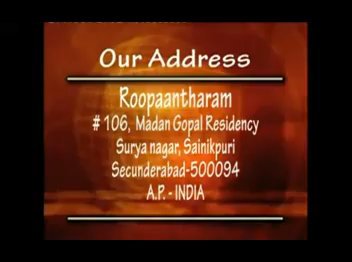 Our Address
Roopaantharam
# 106, Madan Gopal Residency
Surya nagar, Sainikpuri
Secunderabad-500094
A.P. - INDIA